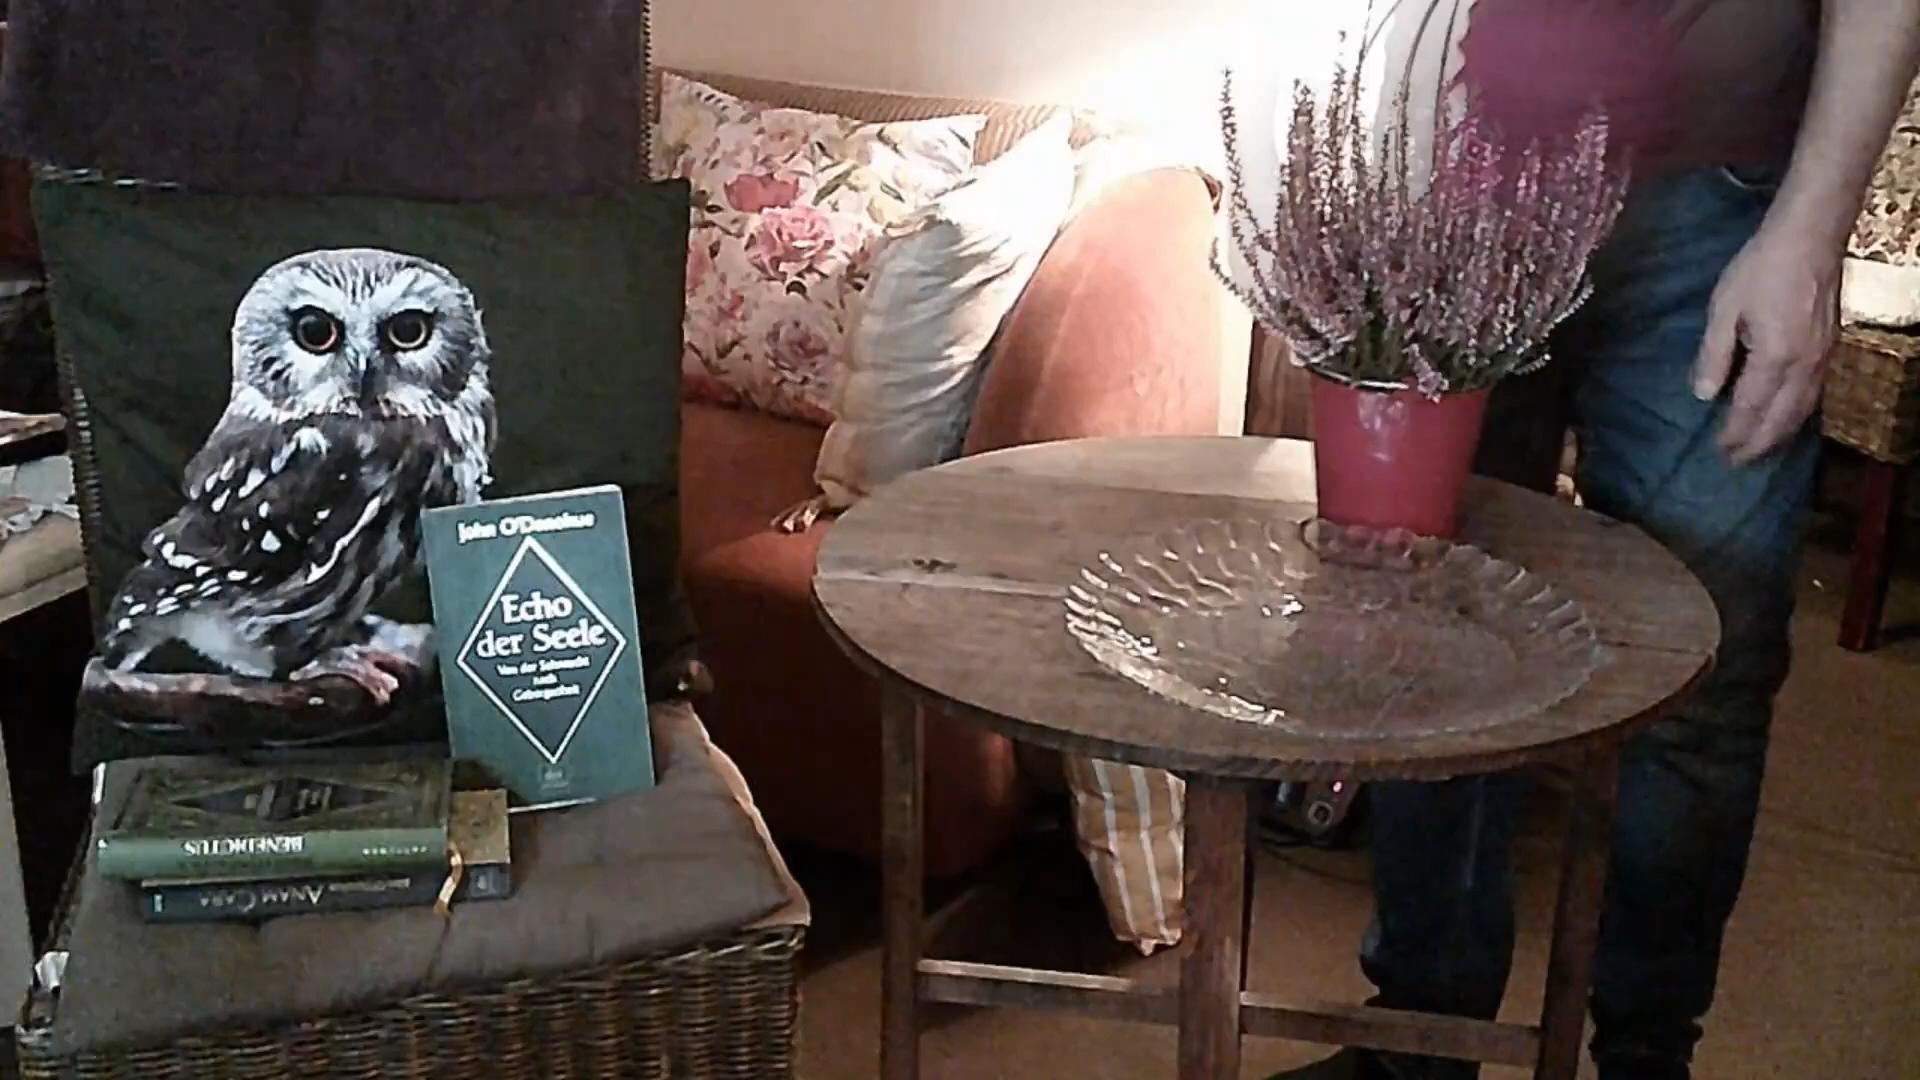 John O'Donohue
Echo
der Seele
Von der Sehnsucht
nach
Geborgenheit
BENEDICTUS
ANAM CARA